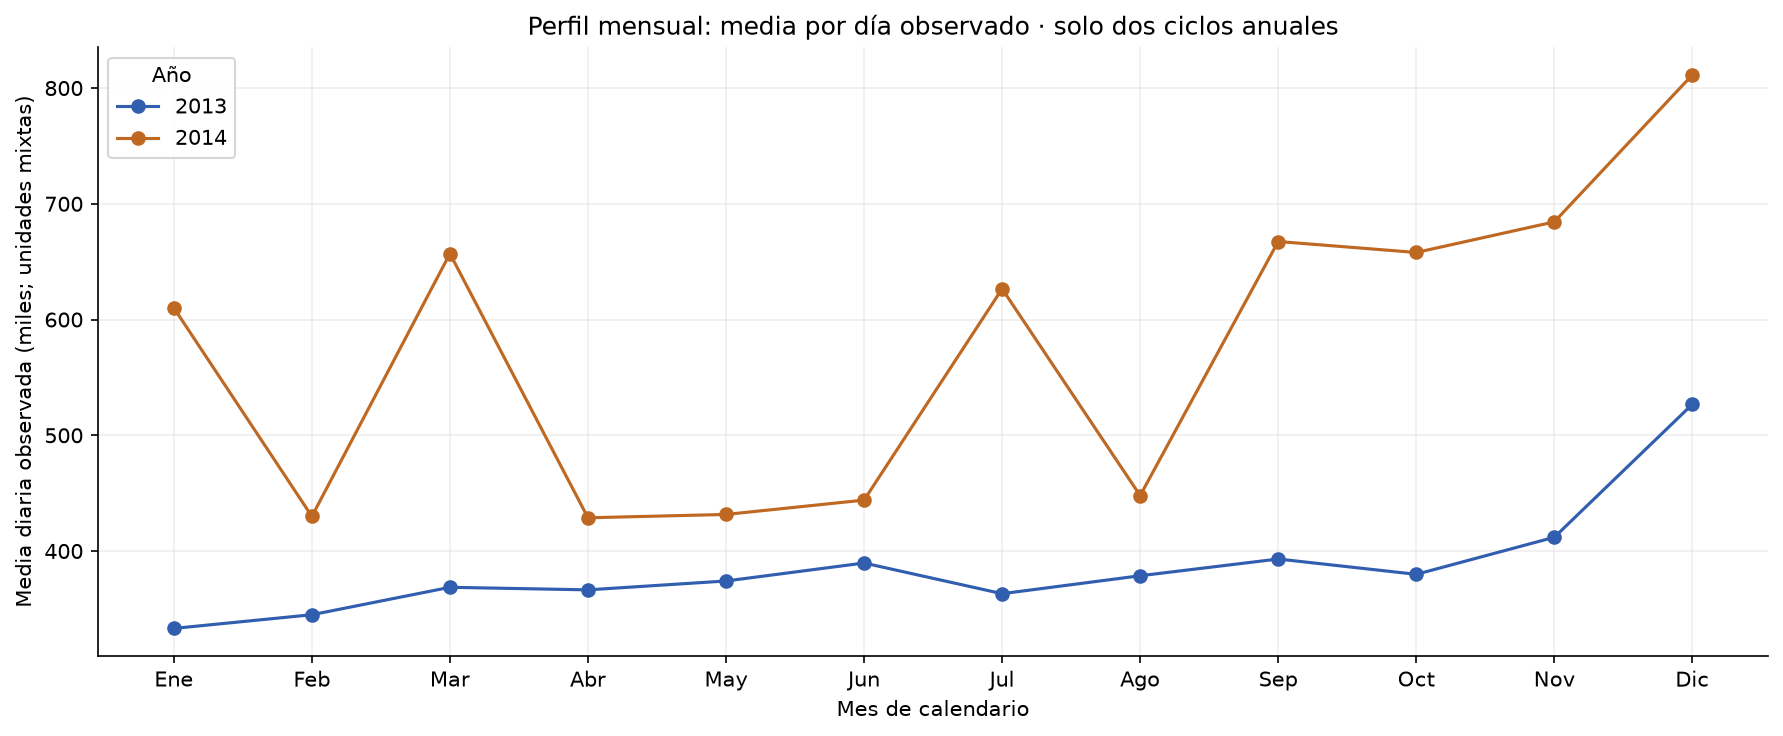 Perfil mensual: media por día observado · solo dos ciclos anuales
Año
2013
2014
Media diaria observada (miles; unidades mixtas)
800
700
600
500
400
Ene Feb Mar Abr May Jun Jul Ago Sep Oct Nov Dic
Mes de calendario